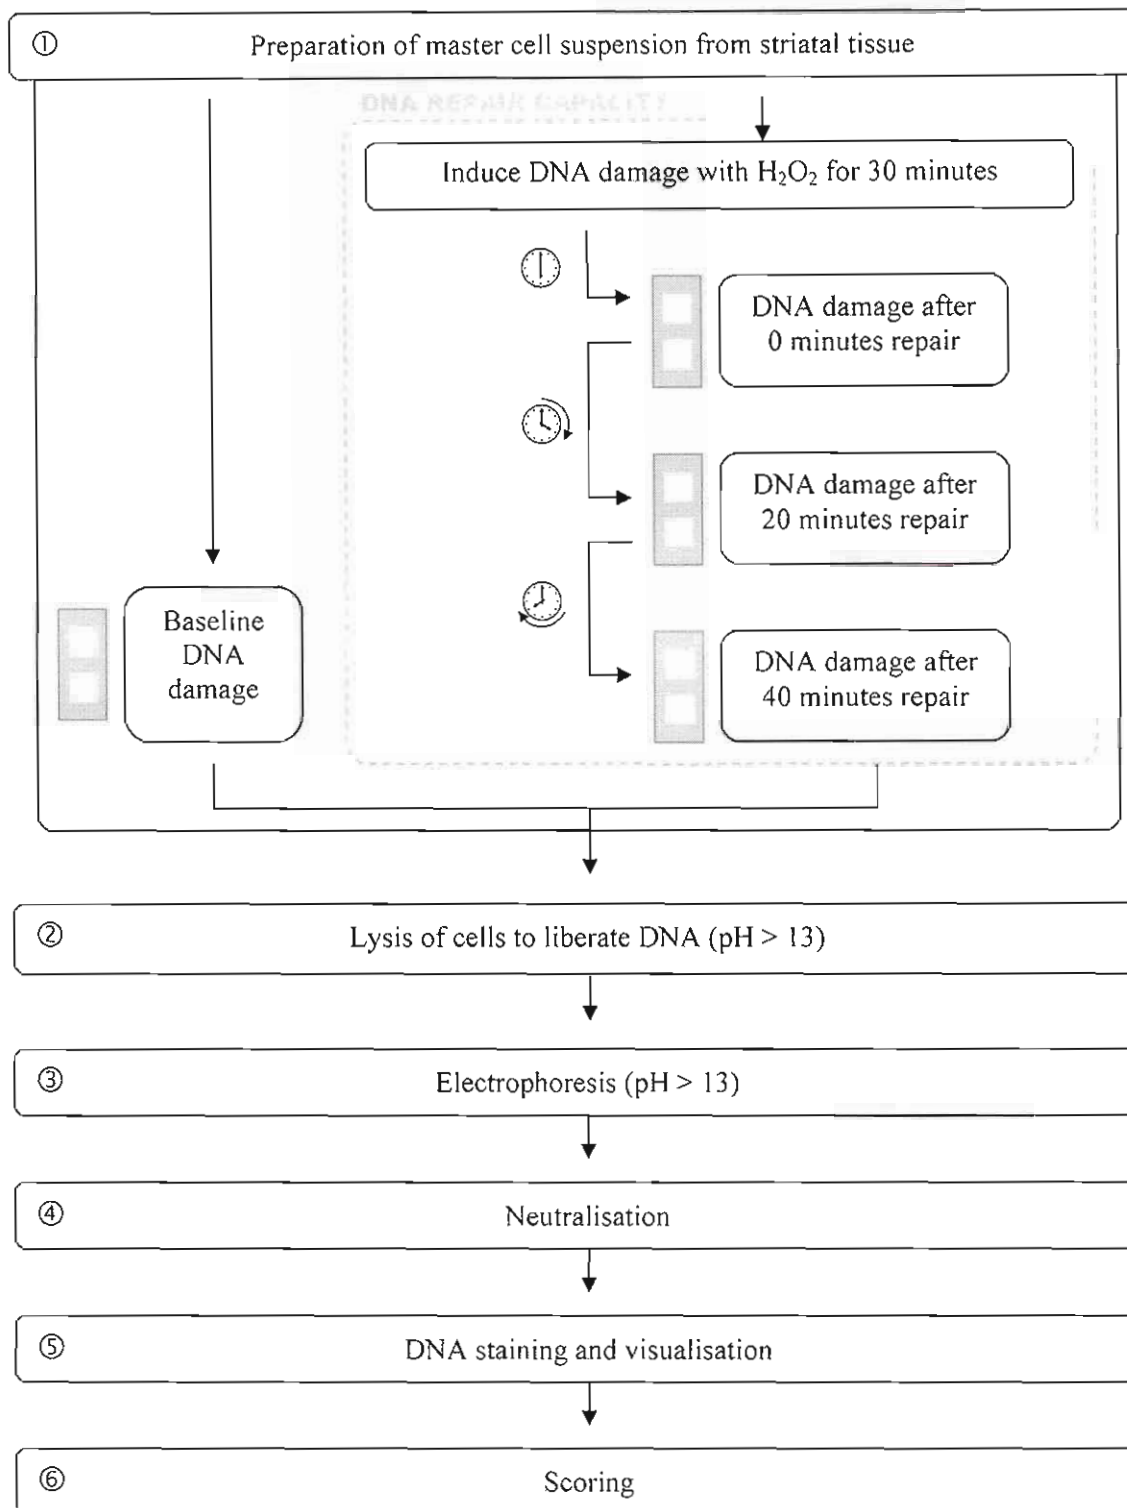 ① Preparation of master cell suspension from striatal tissue
DNA REPAIR CAPACITY
Induce DNA damage with H₂O₂ for 30 minutes
DNA damage after
0 minutes repair
DNA damage after
20 minutes repair
Baseline
DNA
damage
DNA damage after
40 minutes repair
② Lysis of cells to liberate DNA (pH > 13)
③ Electrophoresis (pH > 13)
④ Neutralisation
⑤ DNA staining and visualisation
⑥ Scoring